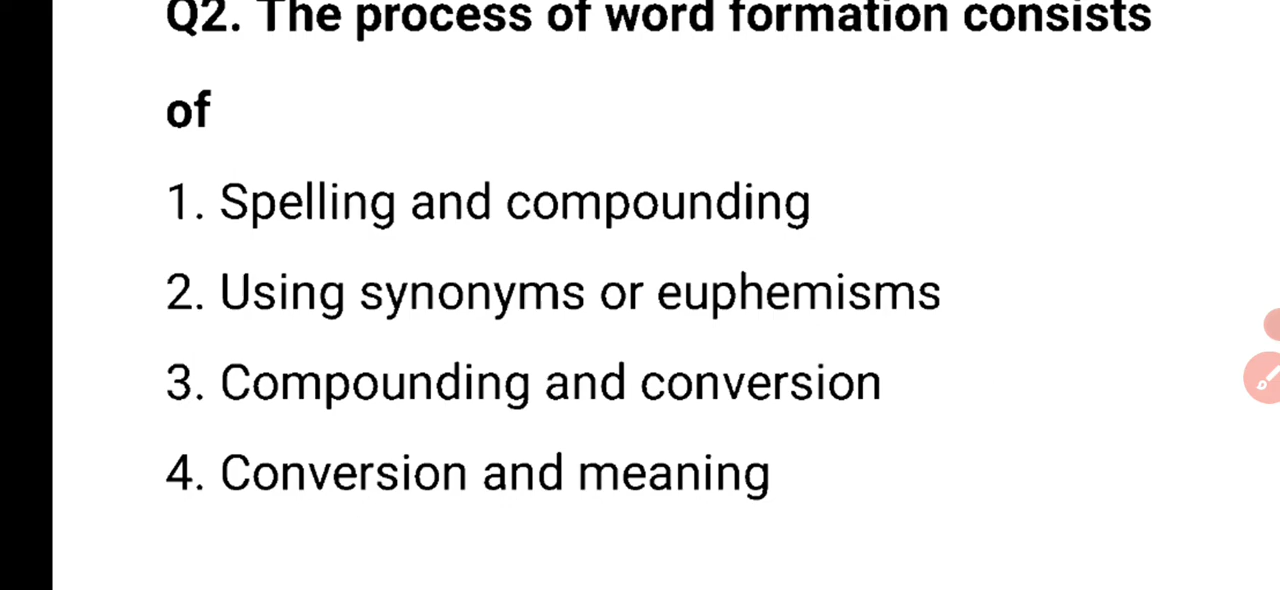 Q2. The process of word formation consists
of
1. Spelling and compounding
2. Using synonyms or euphemisms
3. Compounding and conversion
4. Conversion and meaning